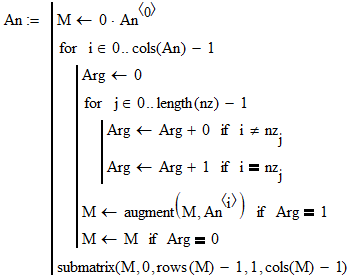 An := M ← 0 · An^⟨0⟩
for i ∈ 0 .. cols(An) − 1
Arg ← 0
for j ∈ 0 .. length(nz) − 1
Arg ← Arg + 0 if i ≠ nz_j
Arg ← Arg + 1 if i = nz_j
M ← augment(M, An^⟨i⟩) if Arg = 1
M ← M if Arg = 0
submatrix(M, 0, rows(M) − 1, 1, cols(M) − 1)